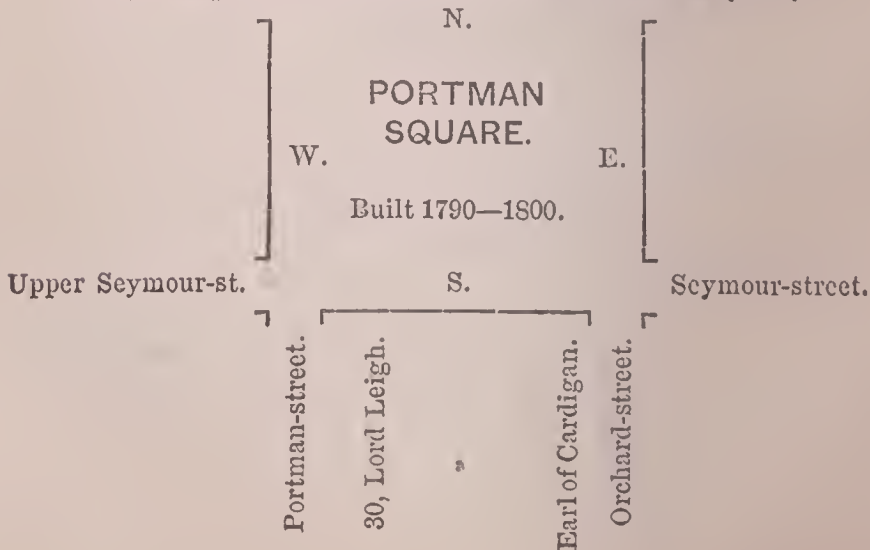 N.
PORTMAN
SQUARE.
W.
E.
Built 1790—1800.
Upper Seymour-st.
S.
Seymour-street.
Portman-street.
30, Lord Leigh.
"
Earl of Cardigan.
Orchard-street.